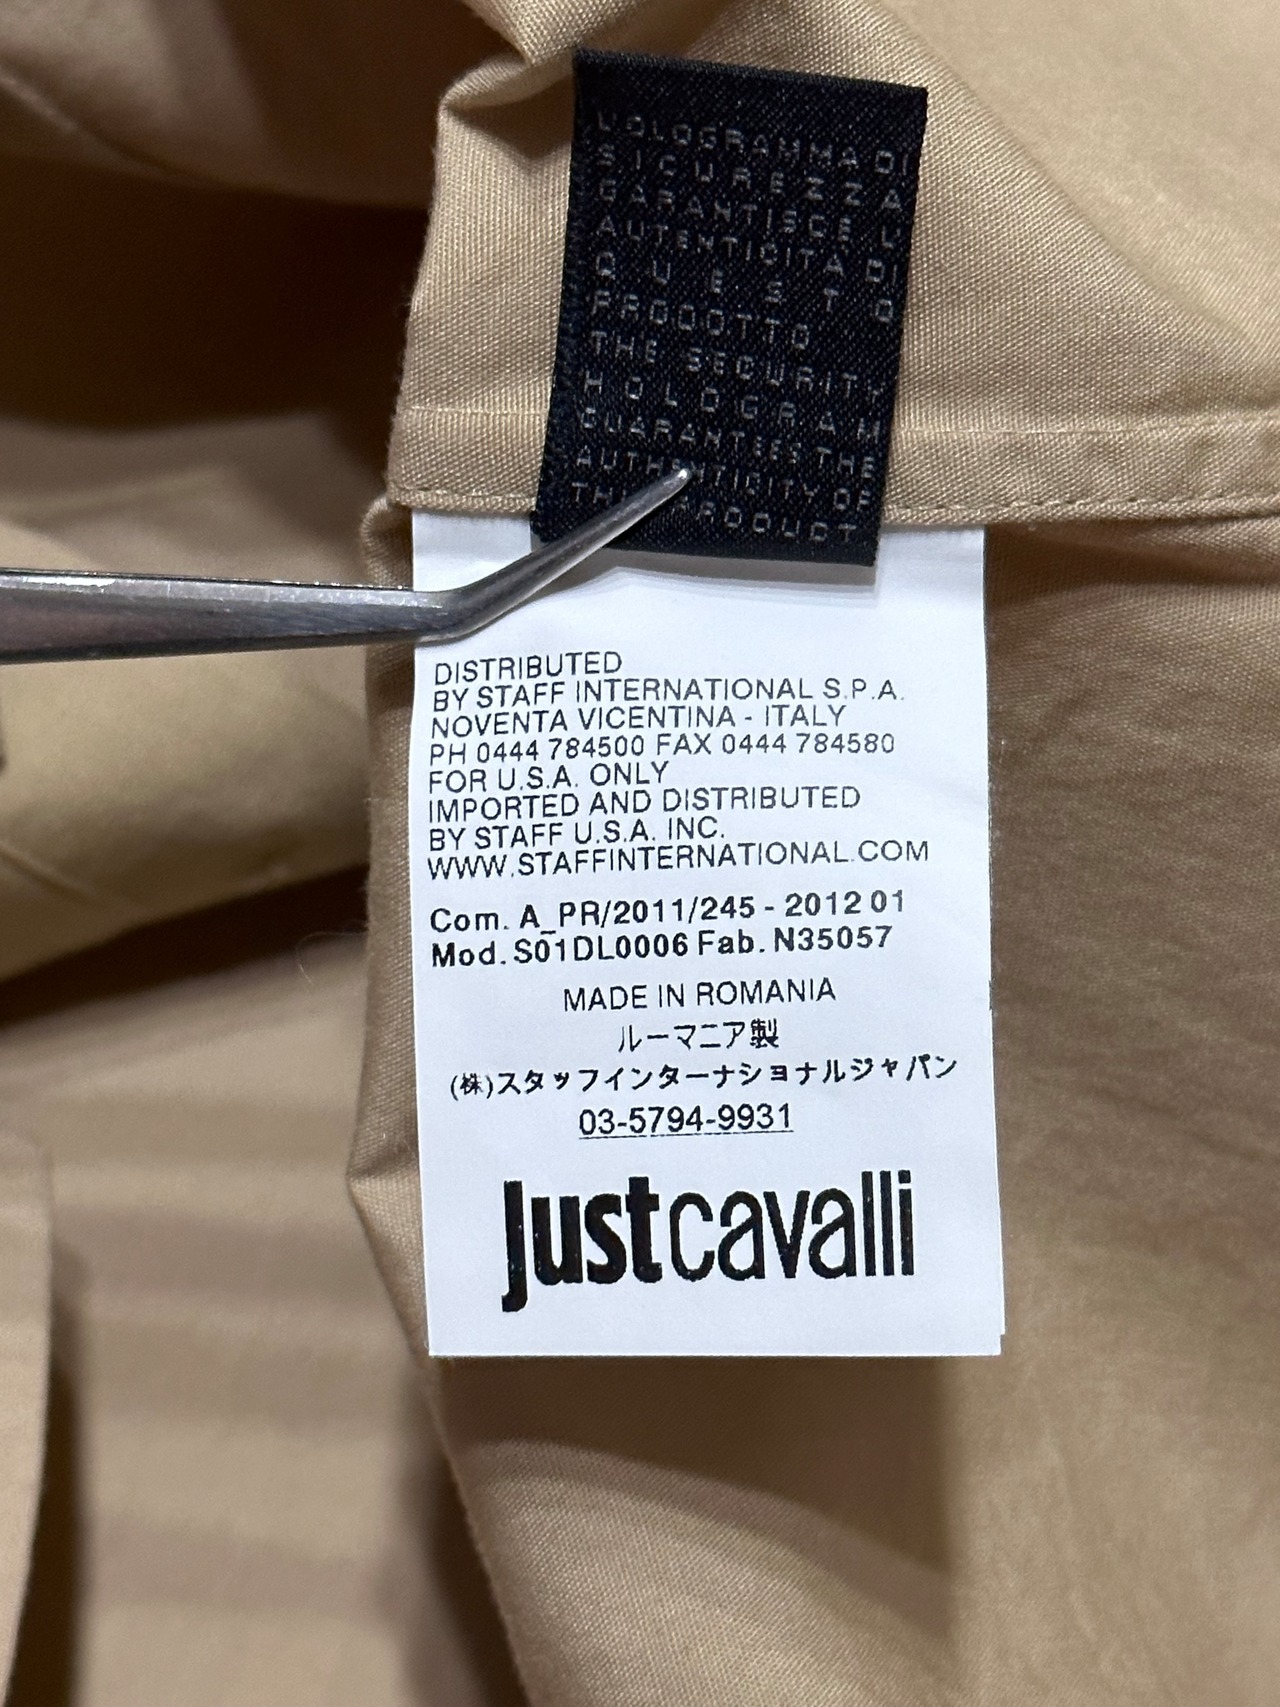 L'OLOGRAMMA DI
SICUREZZA
GARANTISCE L'
AUTENTICITA DI
QUESTO
PRODOTTO
THE SECURITY
HOLOGRAM
GUARANTEES THE
AUTHENTICITY OF
PRODUCT
DISTRIBUTED
BY STAFF INTERNATIONAL S.P.A.
NOVENTA VICENTINA - ITALY
PH 0444 784500 FAX 0444 784580
FOR U.S.A. ONLY
IMPORTED AND DISTRIBUTED
BY STAFF U.S.A. INC.
WWW.STAFFINTERNATIONAL.COM
Com. A_PR/2011/245 - 2012 01
Mod. S01DL0006 Fab. N35057
MADE IN ROMANIA
ルーマニア製
(株)スタッフインターナショナルジャパン
03-5794-9931
justcavalli